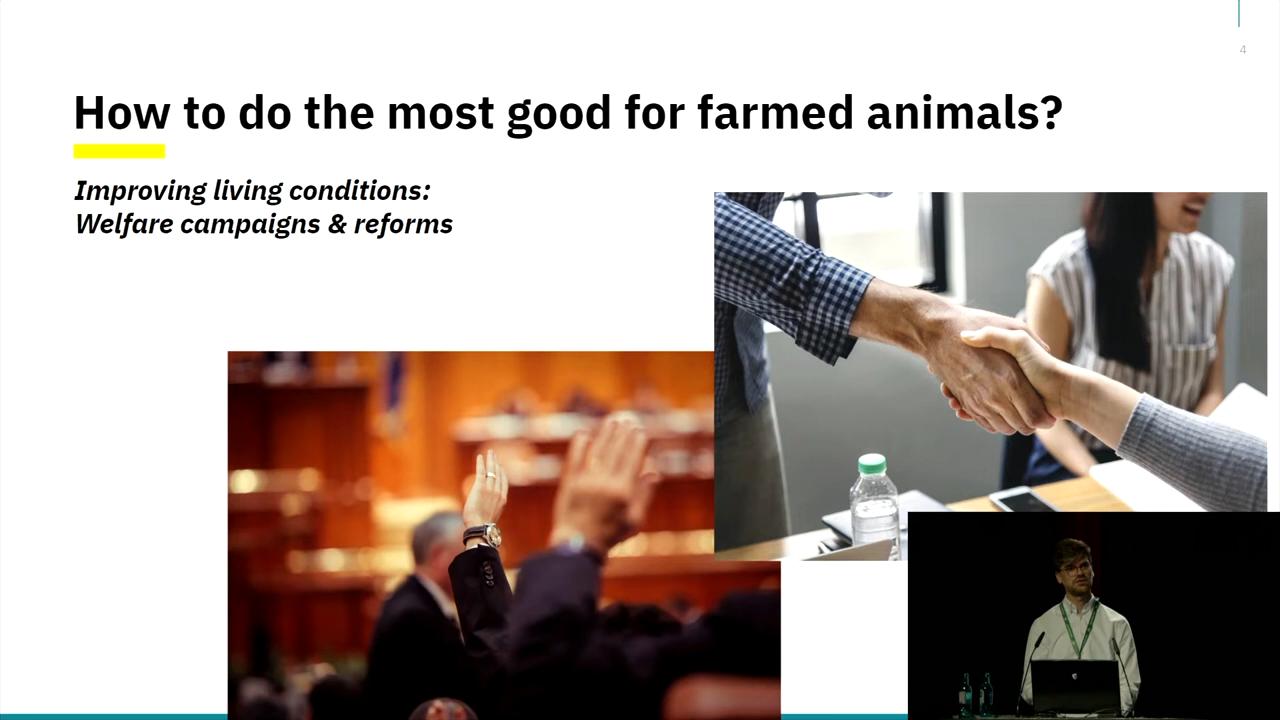 4
How to do the most good for farmed animals?
Improving living conditions:
Welfare campaigns & reforms